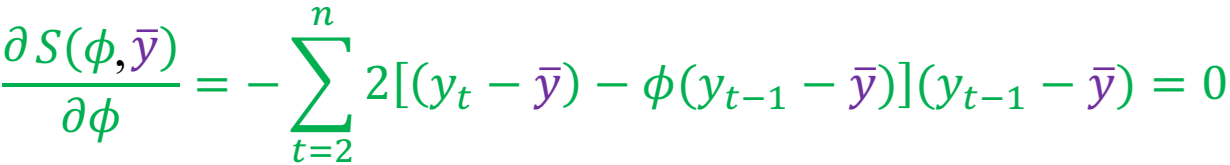 ∂S(ϕ,ȳ)/∂ϕ = − ∑_{t=2}^{n} 2[(y_t − ȳ) − ϕ(y_{t−1} − ȳ)](y_{t−1} − ȳ) = 0